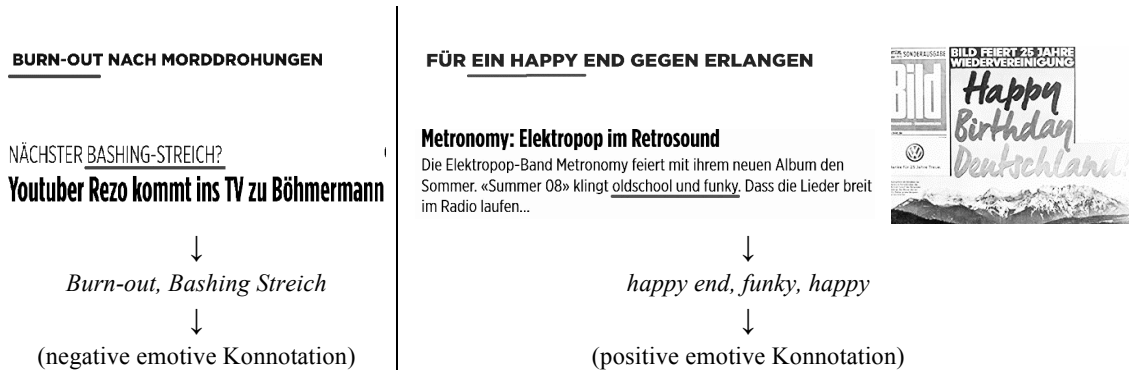 BURN-OUT NACH MORDDROHUNGEN
NÄCHSTER BASHING-STREICH?
Youtuber Rezo kommt ins TV zu Böhmermann
↓
Burn-out, Bashing Streich
↓
(negative emotive Konnotation)
FÜR EIN HAPPY END GEGEN ERLANGEN
Metronomy: Elektropop im Retrosound
Die Elektropop-Band Metronomy feiert mit ihrem neuen Album den
Sommer. «Summer 08» klingt oldschool und funky. Dass die Lieder breit
im Radio laufen...
SONDERAUSGABE
Bild
BILD FEIERT 25 JAHRE
WIEDERVEREINIGUNG
Happy
Birthday
Deutschland!
↓
happy end, funky, happy
↓
(positive emotive Konnotation)